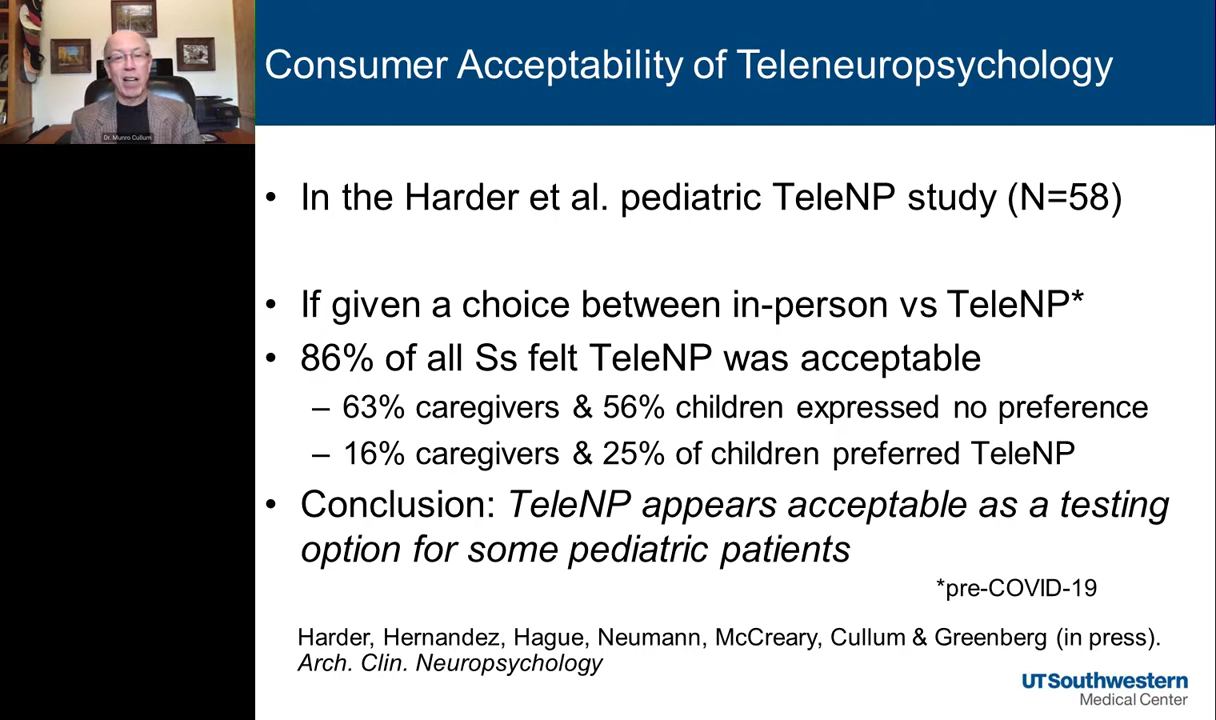 Dr. Munro Cullum
Consumer Acceptability of Teleneuropsychology
• In the Harder et al. pediatric TeleNP study (N=58)
• If given a choice between in-person vs TeleNP*
• 86% of all Ss felt TeleNP was acceptable
– 63% caregivers & 56% children expressed no preference
– 16% caregivers & 25% of children preferred TeleNP
• Conclusion: TeleNP appears acceptable as a testing
option for some pediatric patients
*pre-COVID-19
Harder, Hernandez, Hague, Neumann, McCreary, Cullum & Greenberg (in press).
Arch. Clin. Neuropsychology
UTSouthwestern
Medical Center